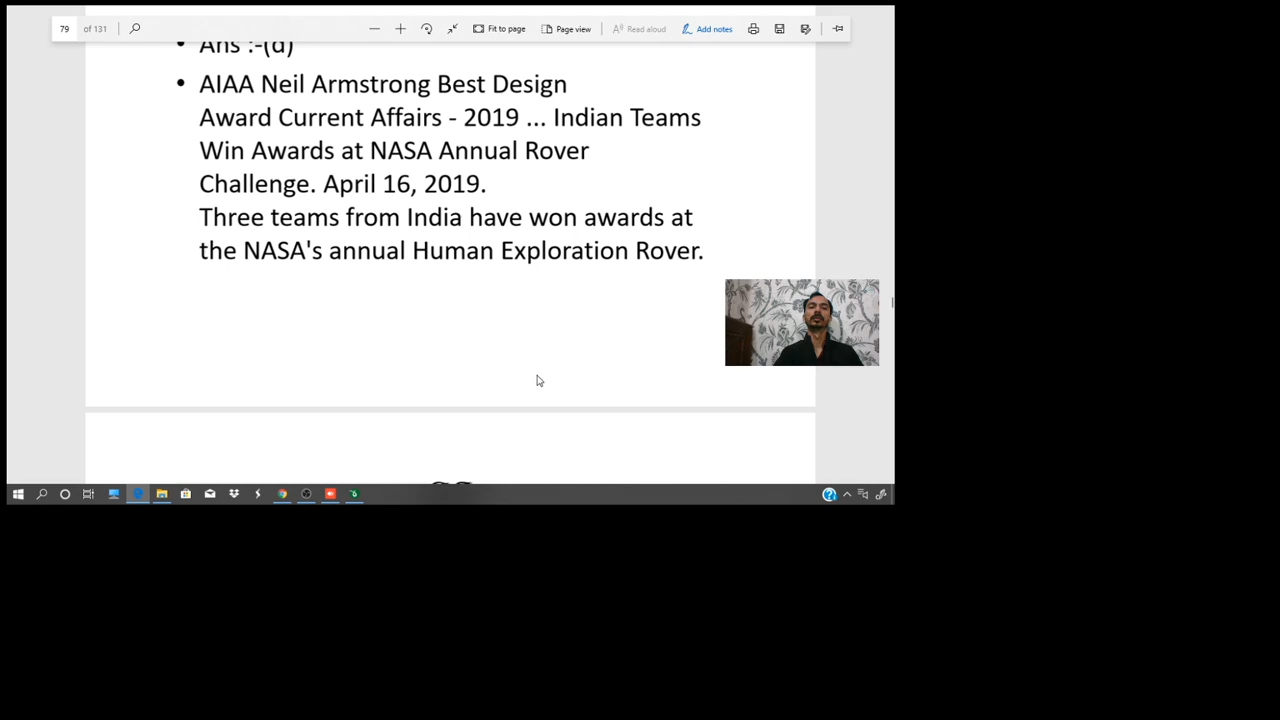 79 of 131 Fit to page Page view Read aloud Add notes
• Ans :-(d)
• AIAA Neil Armstrong Best Design
Award Current Affairs - 2019 ... Indian Teams
Win Awards at NASA Annual Rover
Challenge. April 16, 2019.
Three teams from India have won awards at
the NASA's annual Human Exploration Rover.